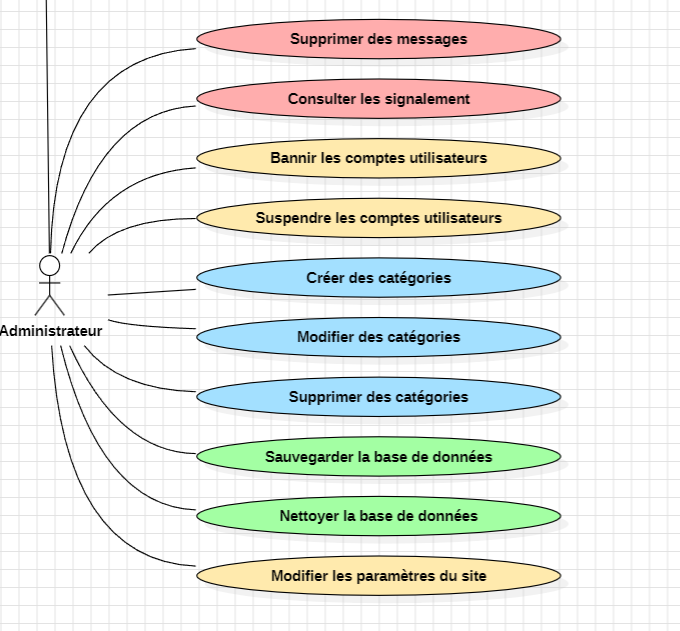 Supprimer des messages
Consulter les signalement
Bannir les comptes utilisateurs
Suspendre les comptes utilisateurs
Créer des catégories
Administrateur
Modifier des catégories
Supprimer des catégories
Sauvegarder la base de données
Nettoyer la base de données
Modifier les paramètres du site